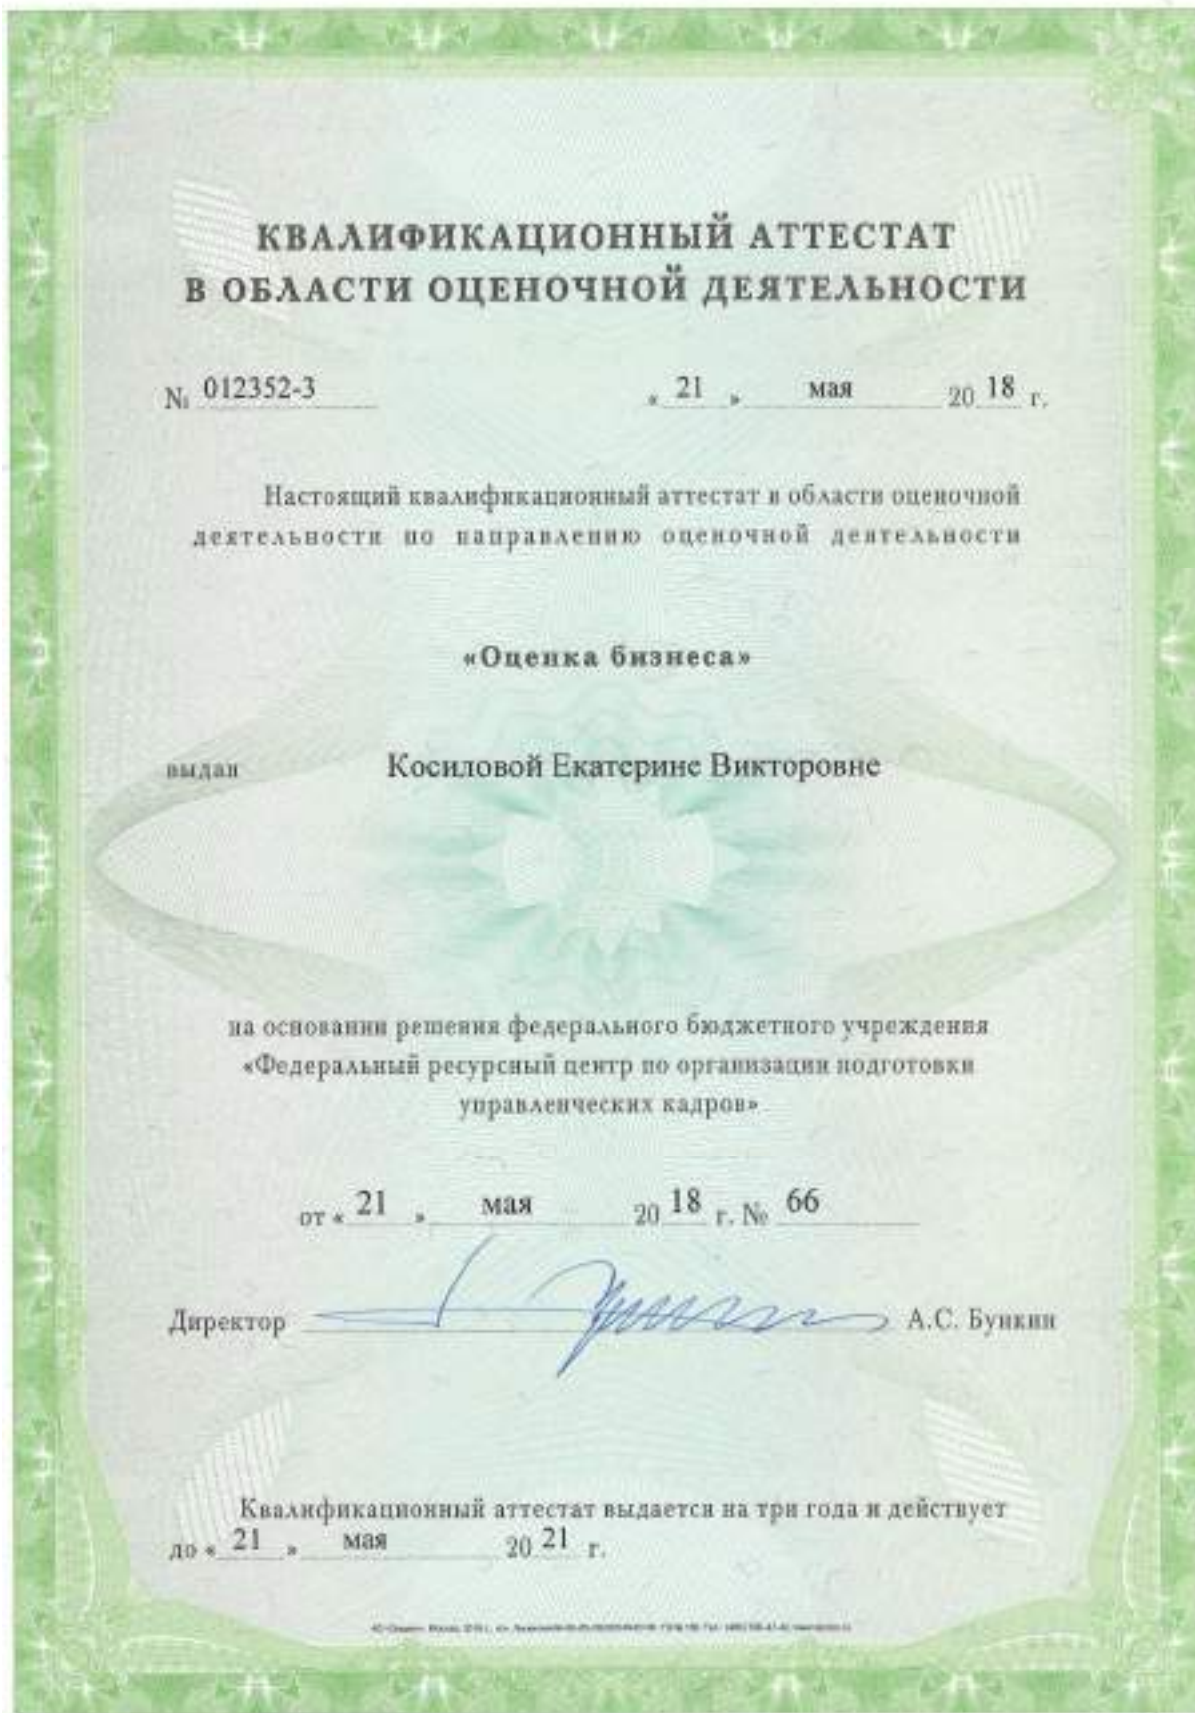 КВАЛИФИКАЦИОННЫЙ АТТЕСТАТ
В ОБЛАСТИ ОЦЕНОЧНОЙ ДЕЯТЕЛЬНОСТИ
№ 012352-3 « 21 » мая 20 18 г.
Настоящий квалификационный аттестат в области оценочной
деятельности по направлению оценочной деятельности
«Оценка бизнеса»
выдан Косиловой Екатерине Викторовне
на основании решения федерального бюджетного учреждения
«Федеральный ресурсный центр по организации подготовки
управленческих кадров»
от « 21 » мая 20 18 г. № 66
Директор А.С. Бункин
Квалификационный аттестат выдается на три года и действует
до « 21 » мая 20 21 г.